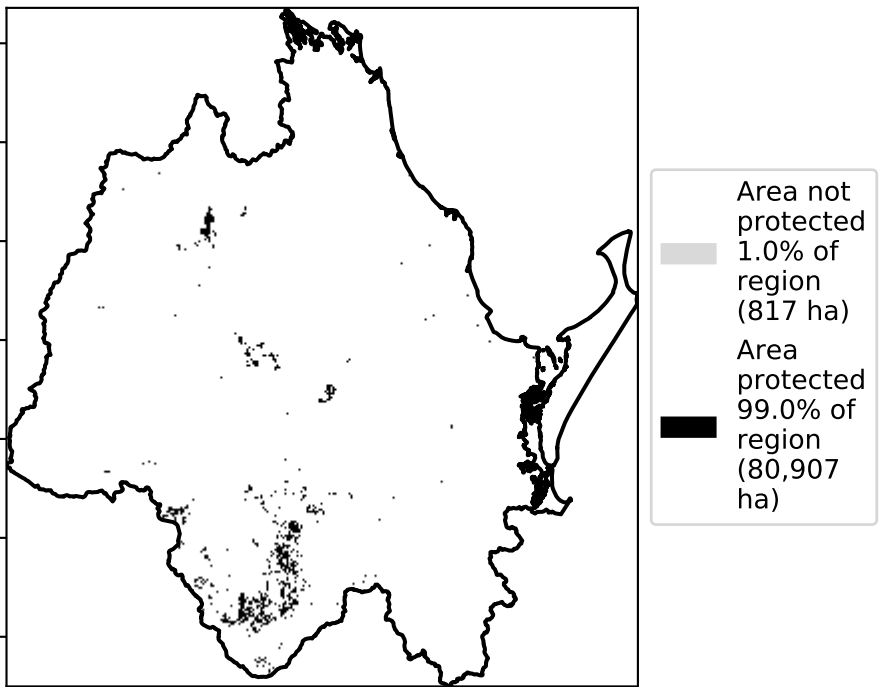 Area not
protected
1.0% of
region
(817 ha)
Area
protected
99.0% of
region
(80,907
ha)